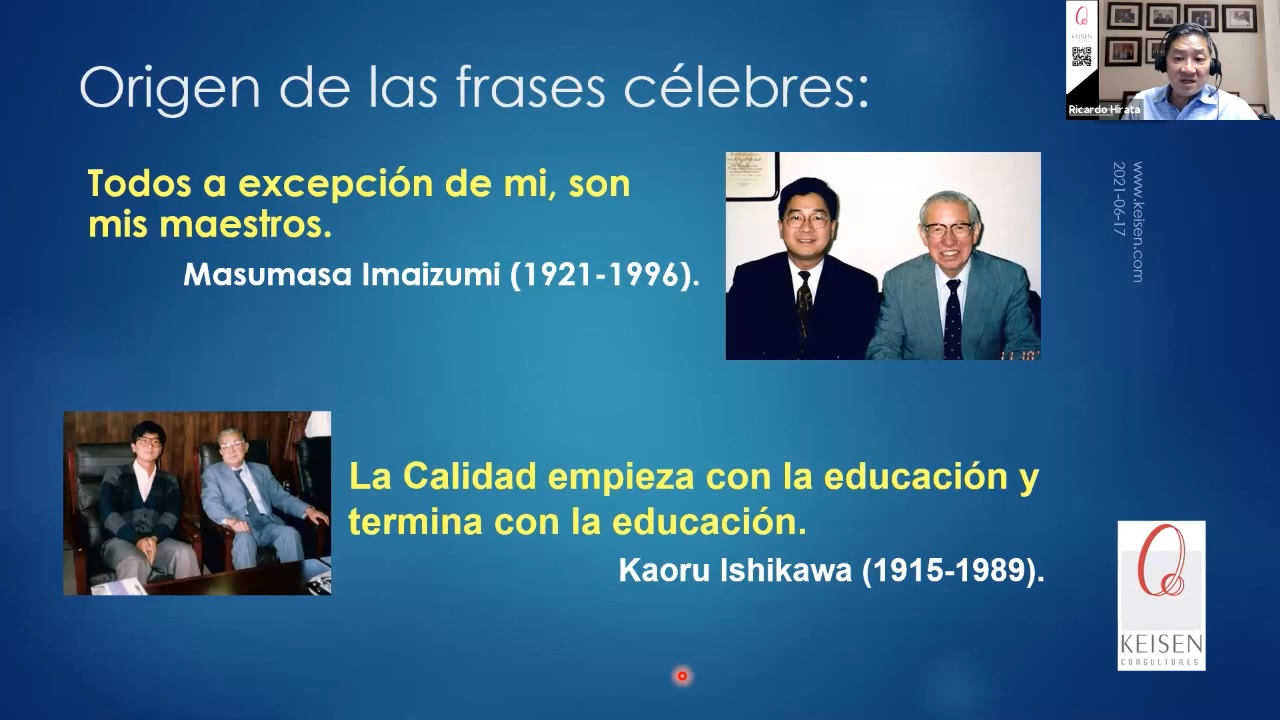 Origen de las frases célebres:
KEISEN
Ricardo Hirata
Todos a excepción de mi, son
mis maestros.
Masumasa Imaizumi (1921-1996).
www.keisen.com
2021-06-17
La Calidad empieza con la educación y
termina con la educación.
Kaoru Ishikawa (1915-1989).
KEISEN
CONSULTORES